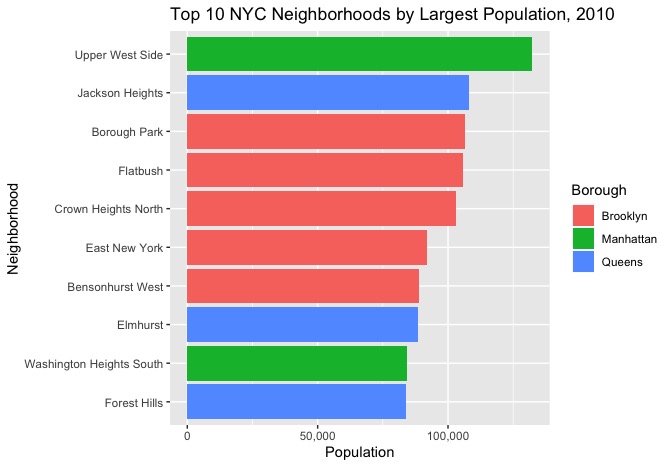 Top 10 NYC Neighborhoods by Largest Population, 2010
Neighborhood
Upper West Side
Jackson Heights
Borough Park
Flatbush
Crown Heights North
East New York
Bensonhurst West
Elmhurst
Washington Heights South
Forest Hills
0 50,000 100,000
Population
Borough
Brooklyn
Manhattan
Queens